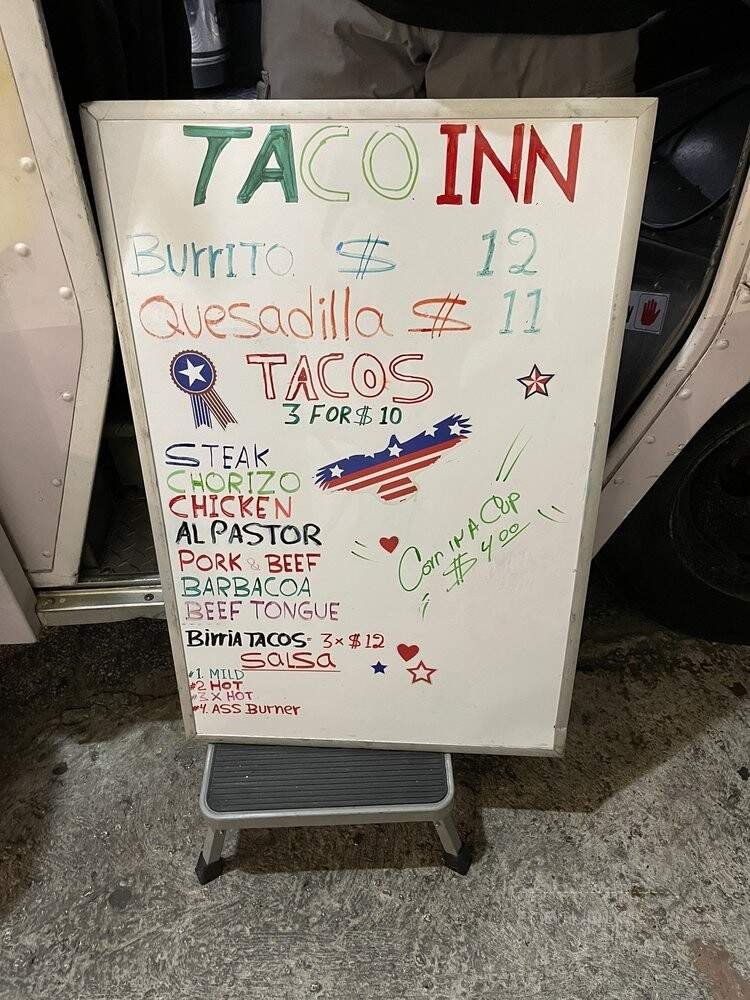 TACO INN
BurrITO $ 12
Quesadilla $ 11
TACOS
3 FOR $ 10
STEAK
CHORIZO
CHICKEN
AL PASTOR
PORK & BEEF
BARBACOA
BEEF TONGUE
Corn IN A CUP
$ 4.00
Birria TACOS- 3 x $12
SALSA
#1. MILD
#2 HOT
#3 X HOT
#4. ASS Burner